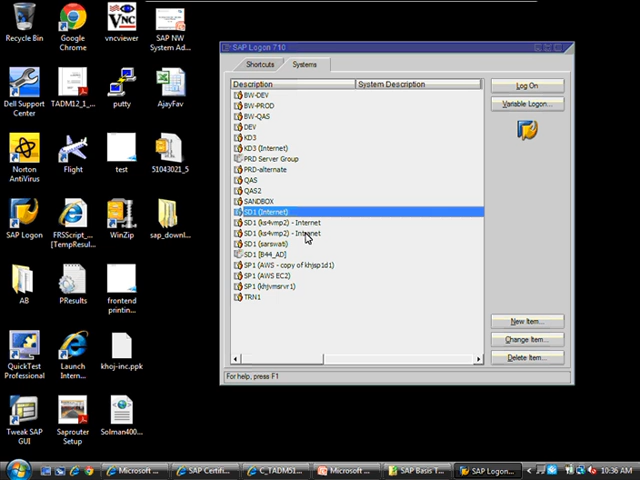 Recycle Bin
Google Chrome
vncviewer
SAP NW System Ad...
Dell Support Center
TADM12_1_...
putty
AjayFav
Norton AntiVirus
Flight
test
51043021_5
SAP Logon
FRSScript_... [TempResul...
WinZip
sap_downl...
AB
PResults
frontend printin...
QuickTest Professional
Launch Intern...
khoj-inc.ppk
Tweak SAP GUI
Saprouter Setup
Solman400...
SAP Logon 710
Shortcuts
Systems
Description
System Description
BW-DEV
BW-PROD
BW-QAS
DEV
KD3
KD3 (Internet)
PRD Server Group
PRD-alternate
QAS
QAS2
SANDBOX
SD1 (Internet)
SD1 (ks4vmp2) - Internet
SD1 (ks4vmp2) - Internet
SD1 (sarswati)
SD1 [B44_AD]
SP1 (AWS - copy of khjsp1d1)
SP1 (AWS EC2)
SP1 (khjvmsrvr1)
TRN1
Log On
Variable Logon...
New Item...
Change Item...
Delete Item...
For help, press F1
Microsoft ...
SAP Certifi...
C_TADM51...
Microsoft ...
SAP Basis T...
SAP Logon...
10:36 AM